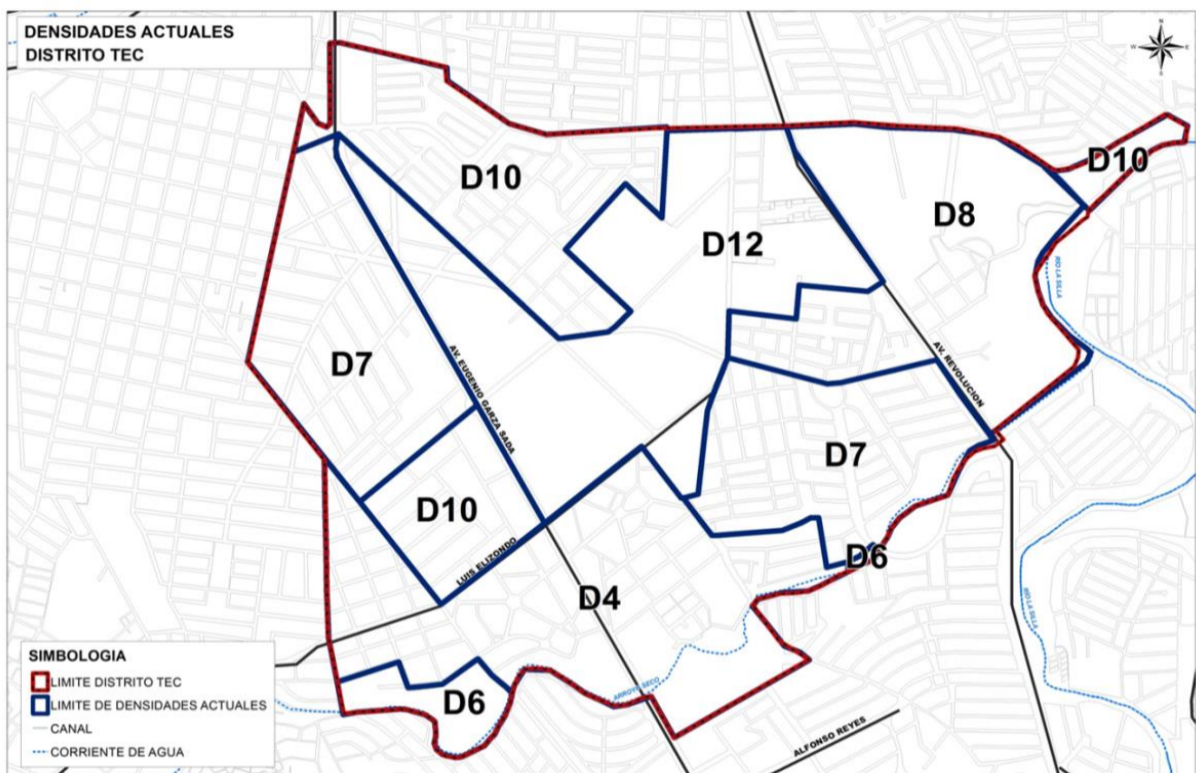 DENSIDADES ACTUALES
DISTRITO TEC
N
W
E
S
D10
D10
D8
D12
RÍO LA SILLA
D7
AV. EUGENIO GARZA SADA
AV. REVOLUCION
D7
D10
D6
LUIS ELIZONDO
D4
RÍO LA SILLA
ARROYO SECO
D6
ALFONSO REYES
SIMBOLOGIA
LIMITE DISTRITO TEC
LIMITE DE DENSIDADES ACTUALES
CANAL
CORRIENTE DE AGUA